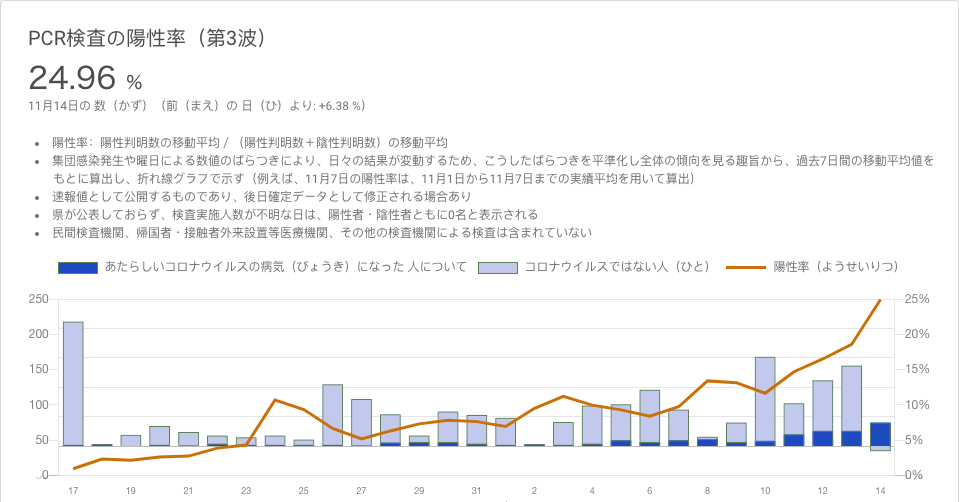 PCR検査の陽性率（第3波）
24.96 %
11月14日の 数（かず）（前（まえ）の 日（ひ）より: +6.38 %）
• 陽性率：陽性判明数の移動平均 / （陽性判明数＋陰性判明数）の移動平均
• 集団感染発生や曜日による数値のばらつきにより、日々の結果が変動するため、こうしたばらつきを平準化し全体の傾向を見る趣旨から、過去7日間の移動平均値を
もとに算出し、折れ線グラフで示す（例えば、11月7日の陽性率は、11月1日から11月7日までの実績平均を用いて算出）
• 速報値として公開するものであり、後日確定データとして修正される場合あり
• 県が公表しておらず、検査実施人数が不明な日は、陽性者・陰性者ともに0名と表示される
• 民間検査機関、帰国者・接触者外来設置等医療機関、その他の検査機関による検査は含まれていない
あたらしいコロナウイルスの病気（びょうき）になった 人について コロナウイルスではない人（ひと） 陽性率（ようせいりつ）
250 25%
200 20%
150 15%
100 10%
50 5%
0 0%
17 19 21 23 25 27 29 31 2 4 6 8 10 12 14